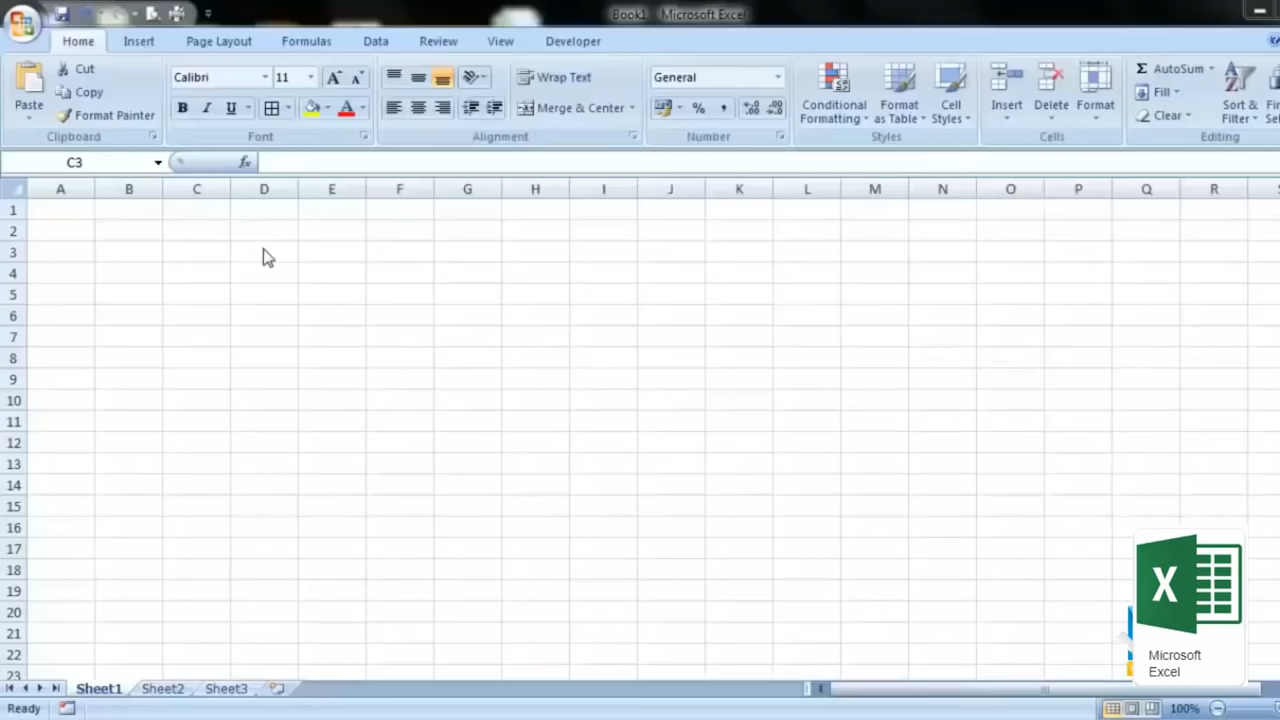 Book1 - Microsoft Excel
Home Insert Page Layout Formulas Data Review View Developer
Paste
Cut
Copy
Format Painter
Clipboard
Calibri 11
B I U
Font
Wrap Text
Merge & Center
Alignment
General
%
Number
Conditional
Formatting
Format
as Table
Cell
Styles
Styles
Insert
Delete
Format
Cells
Σ AutoSum
Fill
Clear
Sort &
Filter
Editing
C3
fx
A B C D E F G H I J K L M N O P Q R
1
2
3
4
5
6
7
8
9
10
11
12
13
14
15
16
17
18
19
20
21
22
23
X
Microsoft
Excel
Sheet1 Sheet2 Sheet3
Ready
100%